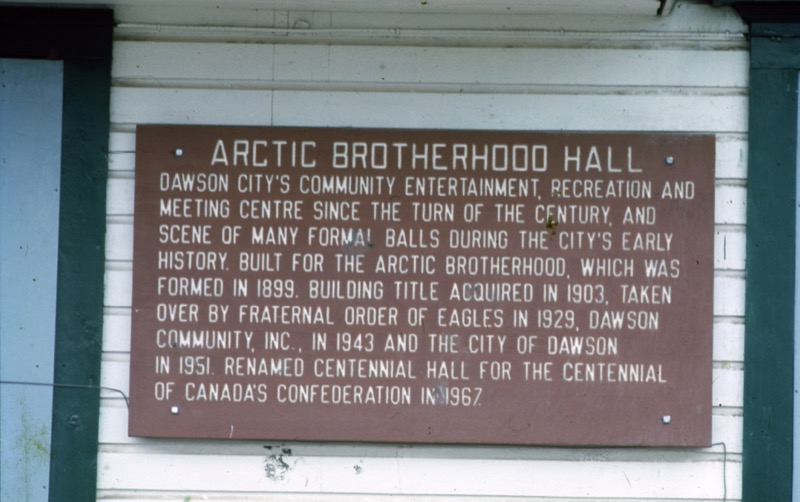 ARCTIC BROTHERHOOD HALL
DAWSON CITY'S COMMUNITY ENTERTAINMENT, RECREATION AND
MEETING CENTRE SINCE THE TURN OF THE CENTURY, AND
SCENE OF MANY FORMAL BALLS DURING THE CITY'S EARLY
HISTORY. BUILT FOR THE ARCTIC BROTHERHOOD, WHICH WAS
FORMED IN 1899. BUILDING TITLE ACQUIRED IN 1903, TAKEN
OVER BY FRATERNAL ORDER OF EAGLES IN 1929, DAWSON
COMMUNITY, INC., IN 1943 AND THE CITY OF DAWSON
IN 1951. RENAMED CENTENNIAL HALL FOR THE CENTENNIAL
OF CANADA'S CONFEDERATION IN 1967.